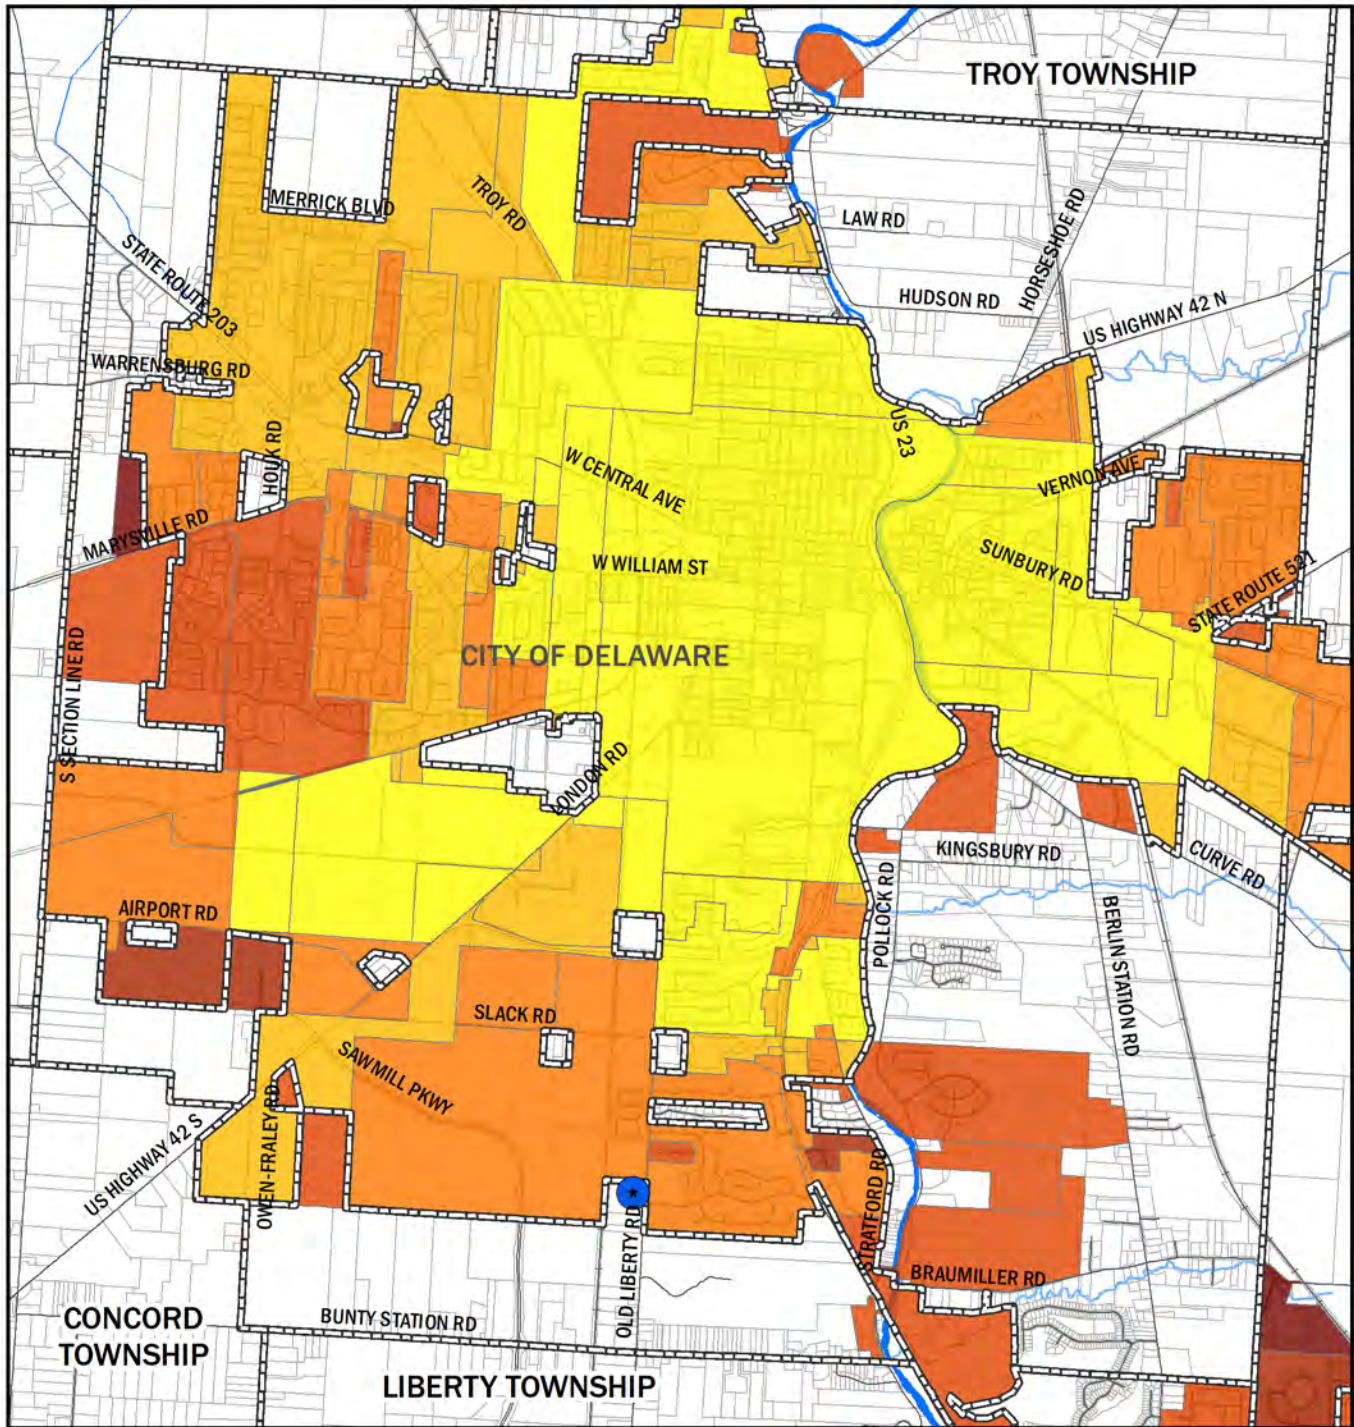 TROY TOWNSHIP
MERRICK BLVD
TROY RD
LAW RD
HORSESHOE RD
STATE ROUTE 203
HUDSON RD
US HIGHWAY 42 N
WARRENSBURG RD
US 23
HOUK RD
W CENTRAL AVE
VERNON AVE
MARYSVILLE RD
W WILLIAM ST
SUNBURY RD
STATE ROUTE 521
CITY OF DELAWARE
S SECTION LINE RD
LONDON RD
KINGSBURY RD
CURVE RD
AIRPORT RD
POLLOCK RD
BERLIN STATION RD
SLACK RD
SAWMILL PKWY
US HIGHWAY 42 S
OWEN-FRALEY RD
STRATFORD RD
OLD LIBERTY RD
BRAUMILLER RD
BUNTY STATION RD
CONCORD
TOWNSHIP
LIBERTY TOWNSHIP